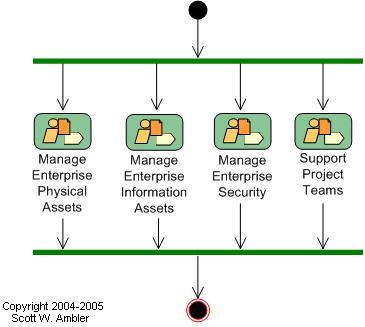 Manage
Enterprise
Physical
Assets
Manage
Enterprise
Information
Assets
Manage
Enterprise
Security
Support
Project
Teams
Copyright 2004-2005
Scott W. Ambler